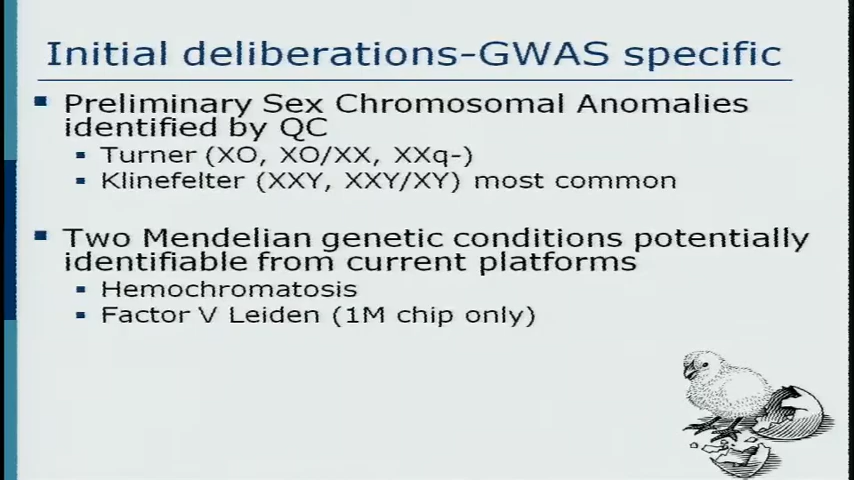 Initial deliberations-GWAS specific
Preliminary Sex Chromosomal Anomalies
identified by QC
Turner (XO, XO/XX, XXq-)
Klinefelter (XXY, XXY/XY) most common
Two Mendelian genetic conditions potentially
identifiable from current platforms
Hemochromatosis
Factor V Leiden (1M chip only)